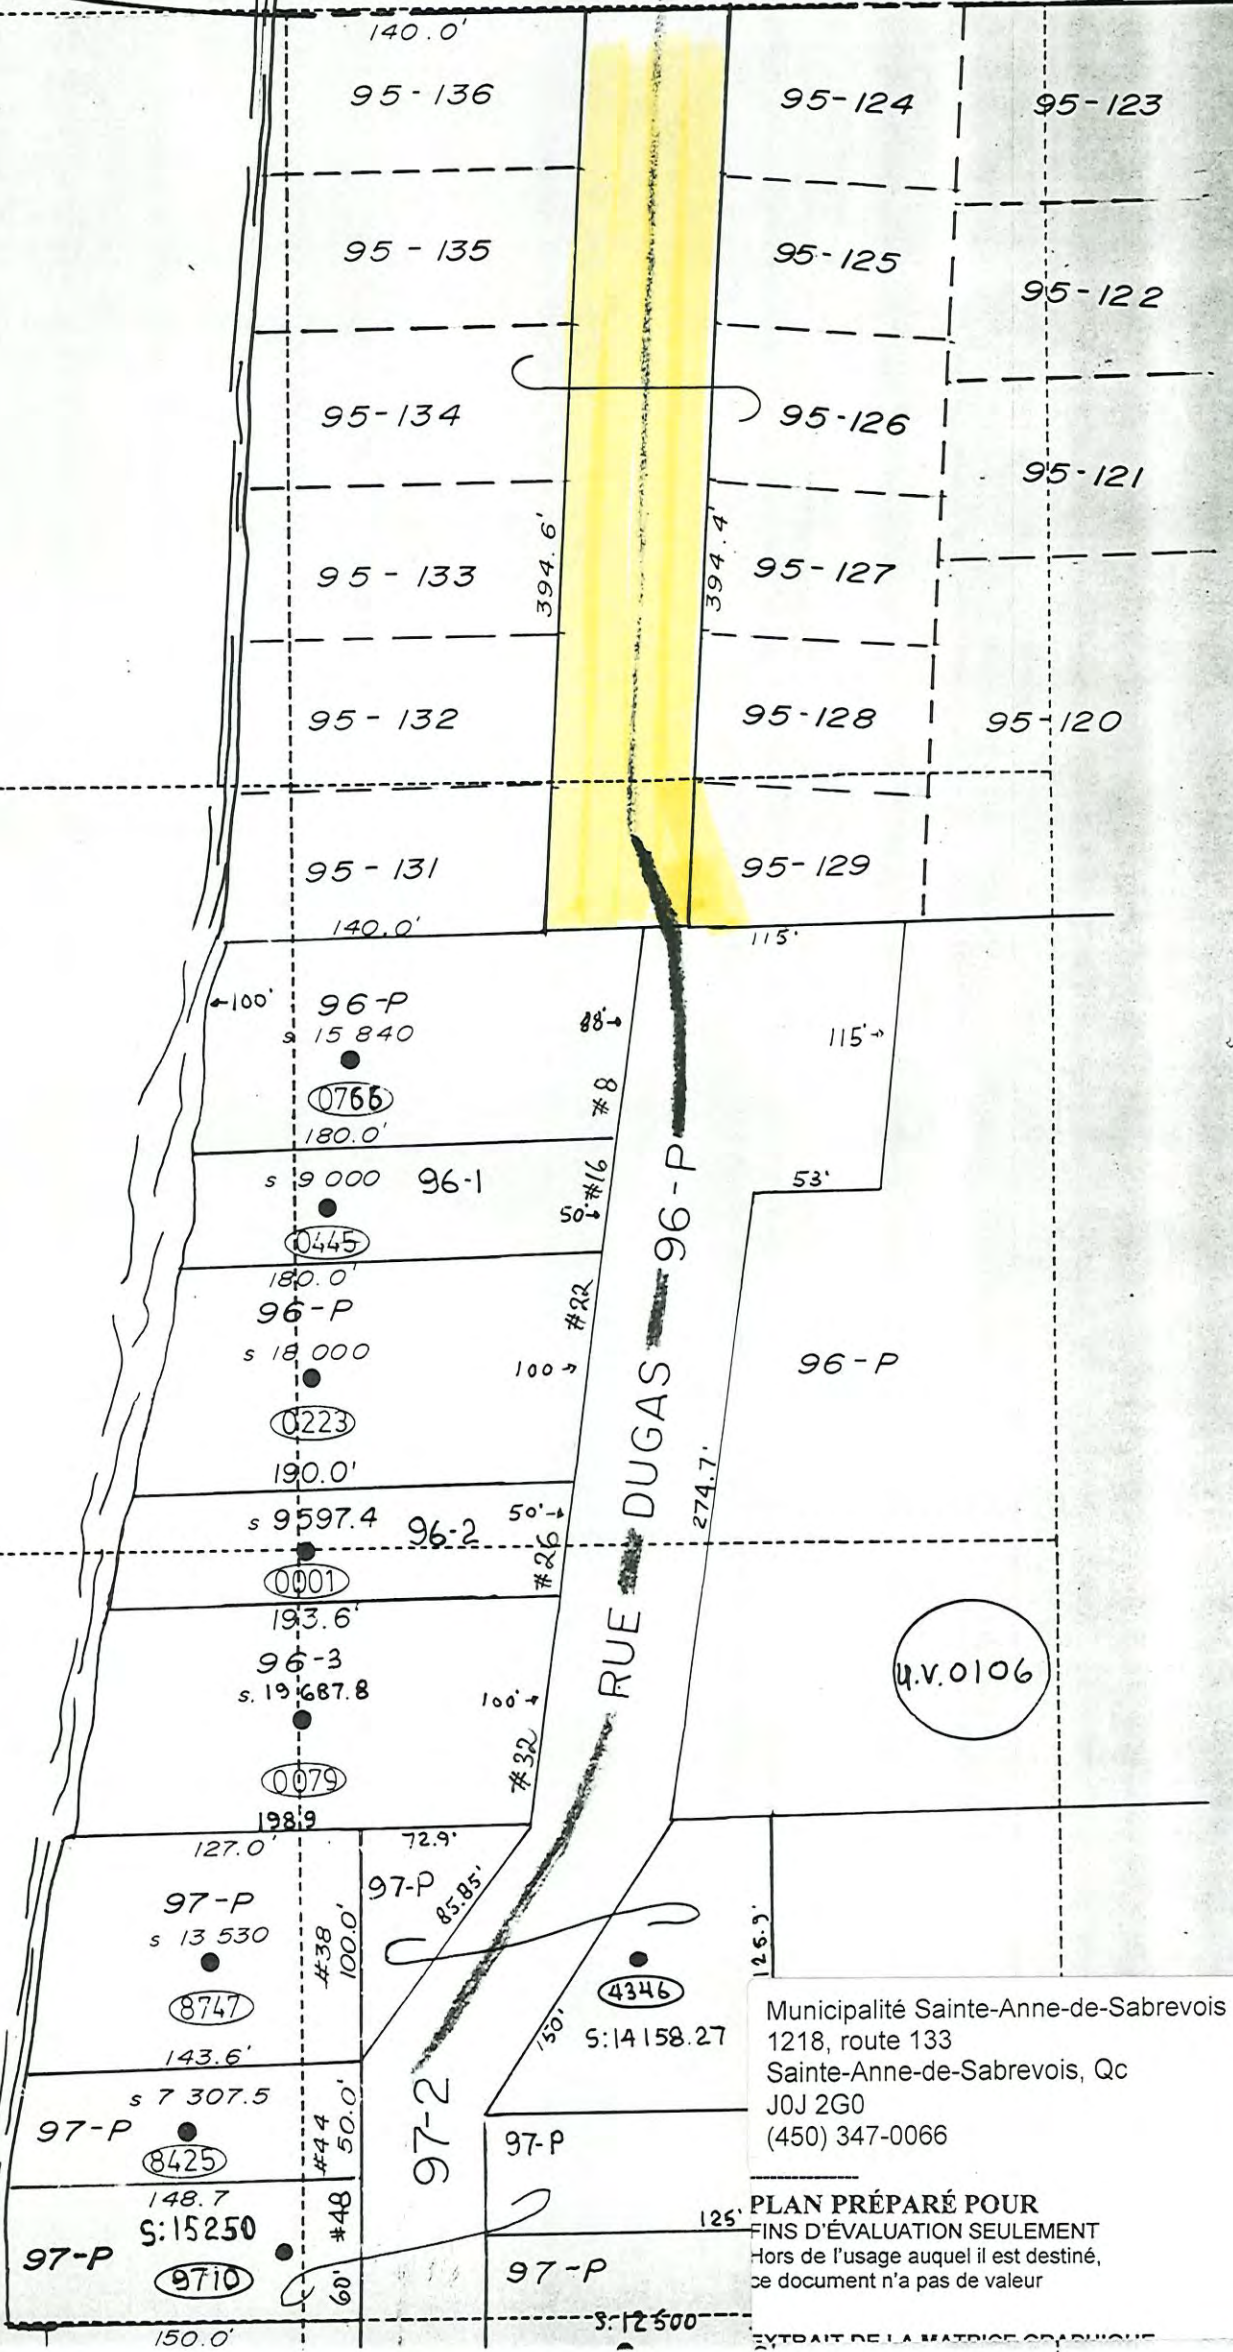 140.0'
95-136
95-124
95-123
95-135
95-125
95-122
95-134
95-126
95-121
394.6'
394.4'
95-133
95-127
95-132
95-128
95-120
95-131
95-129
140.0'
115'
←100'
96-P
88'→
115'→
s 15 840
0766
#8
180.0'
s 9 000
96-1
#16
50'→
53'
0445
180.0'
96-P
#22
s 18 000
100→
96-P
0223
190.0'
274.7'
s 9597.4
96-2
50'→
#26
0001
193.6'
96-3
s. 19 687.8
100'→
#32
0079
198.9
RUE DUGAS 96-P
U.V.0106
127.0'
72.9'
97-P
97-P
85.85'
s 13 530
#38
100.0'
125.9'
8747
4346
150'
S:14158.27
143.6'
s 7 307.5
97-P
#44
50.0'
8425
97-2
97-P
148.7
S:15250
#48
125'
97-P
9710
60'
97-P
S:12500
150.0'
Municipalité Sainte-Anne-de-Sabrevois
1218, route 133
Sainte-Anne-de-Sabrevois, Qc
J0J 2G0
(450) 347-0066
PLAN PRÉPARÉ POUR
FINS D'ÉVALUATION SEULEMENT
Hors de l'usage auquel il est destiné,
ce document n'a pas de valeur
EXTRAIT DE LA MATRICE GRAPHIQUE